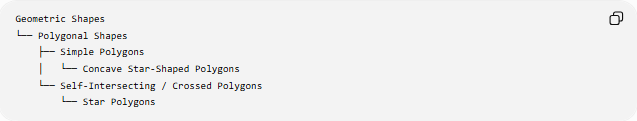 Geometric Shapes
└── Polygonal Shapes
    ├── Simple Polygons
    │   └── Concave Star-Shaped Polygons
    └── Self-Intersecting / Crossed Polygons
        └── Star Polygons